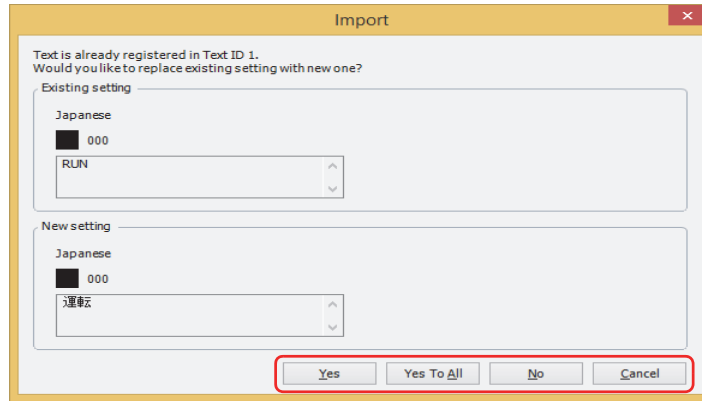 Import
Text is already registered in Text ID 1.
Would you like to replace existing setting with new one?
Existing setting
Japanese
000
RUN
New setting
Japanese
000
運転
Yes
Yes To All
No
Cancel